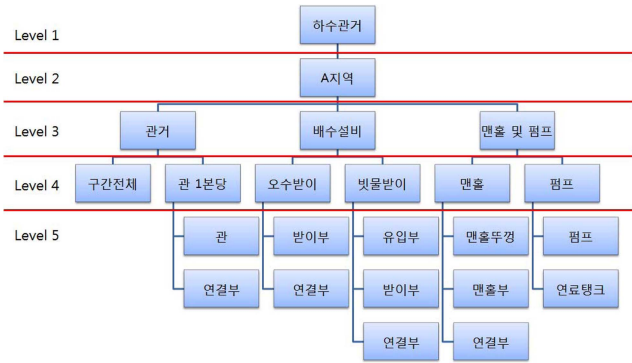 Level 1
하수관거
Level 2
A지역
Level 3
관거
배수설비
맨홀 및 펌프
Level 4
구간전체
관 1본당
오수받이
빗물받이
맨홀
펌프
Level 5
관
받이부
유입부
맨홀뚜껑
펌프
연결부
연결부
받이부
맨홀부
연료탱크
연결부
연결부